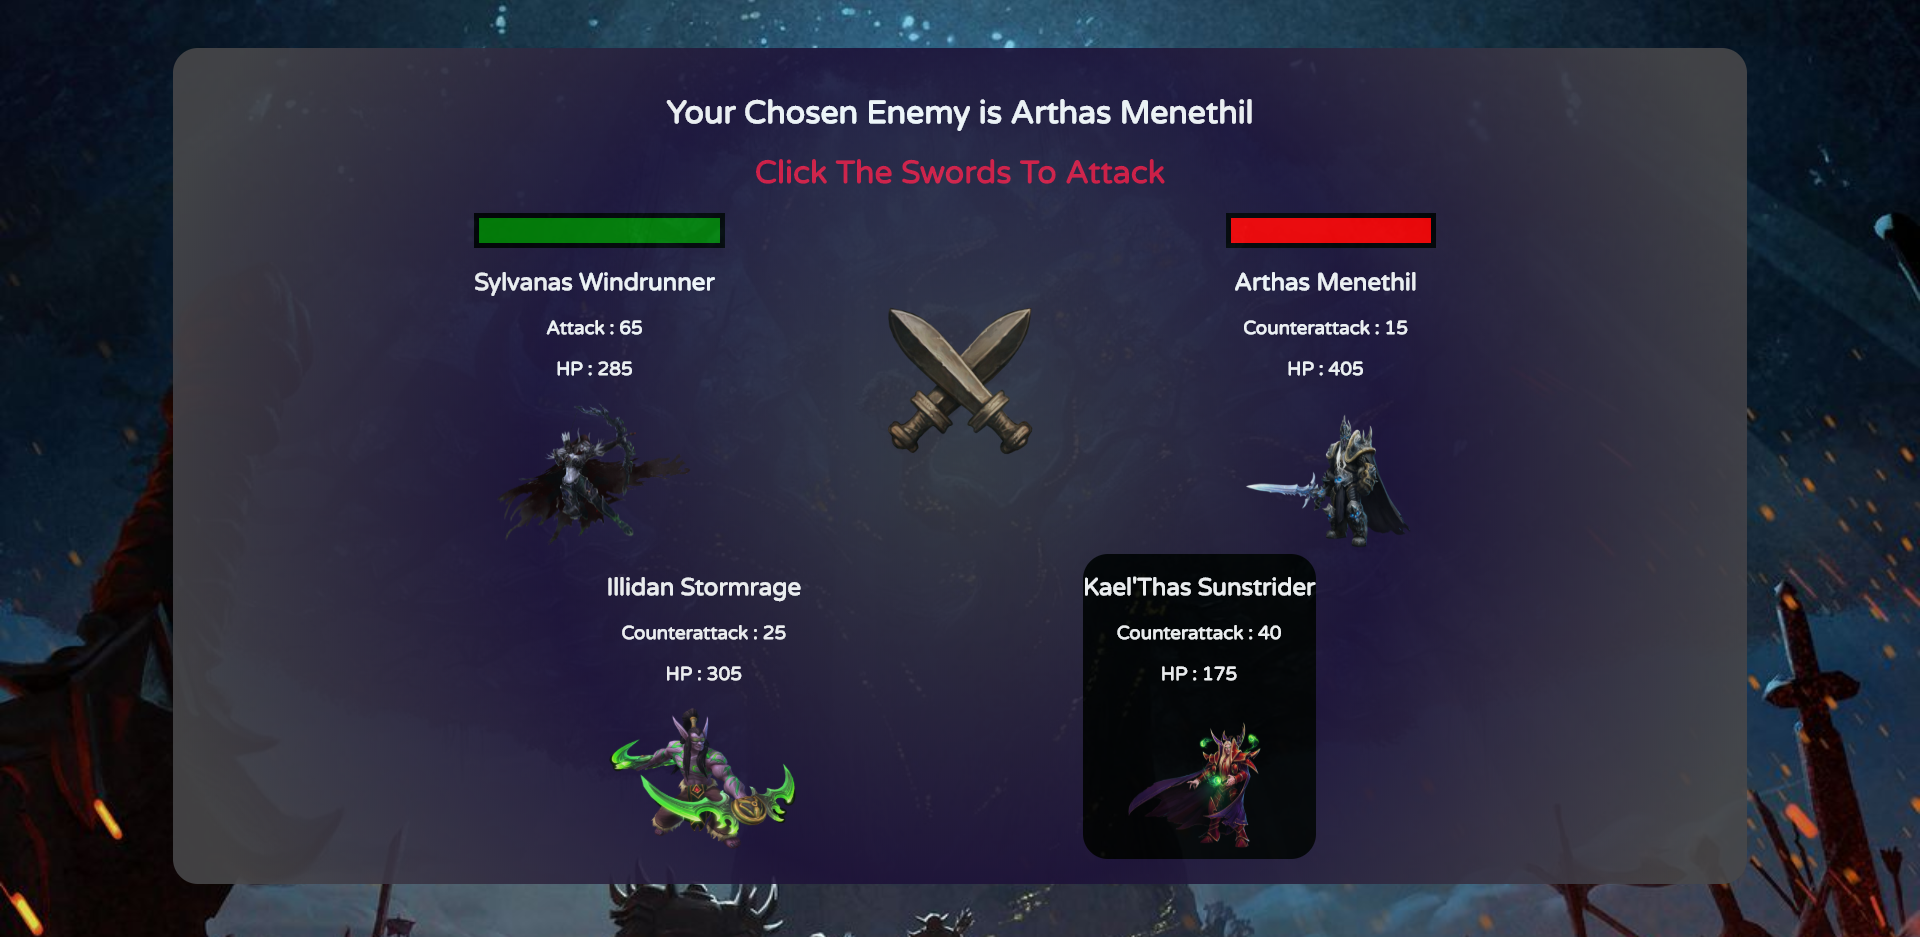 Your Chosen Enemy is Arthas Menethil
Click The Swords To Attack
Sylvanas Windrunner
Attack : 65
HP : 285
Arthas Menethil
Counterattack : 15
HP : 405
Illidan Stormrage
Counterattack : 25
HP : 305
Kael'Thas Sunstrider
Counterattack : 40
HP : 175